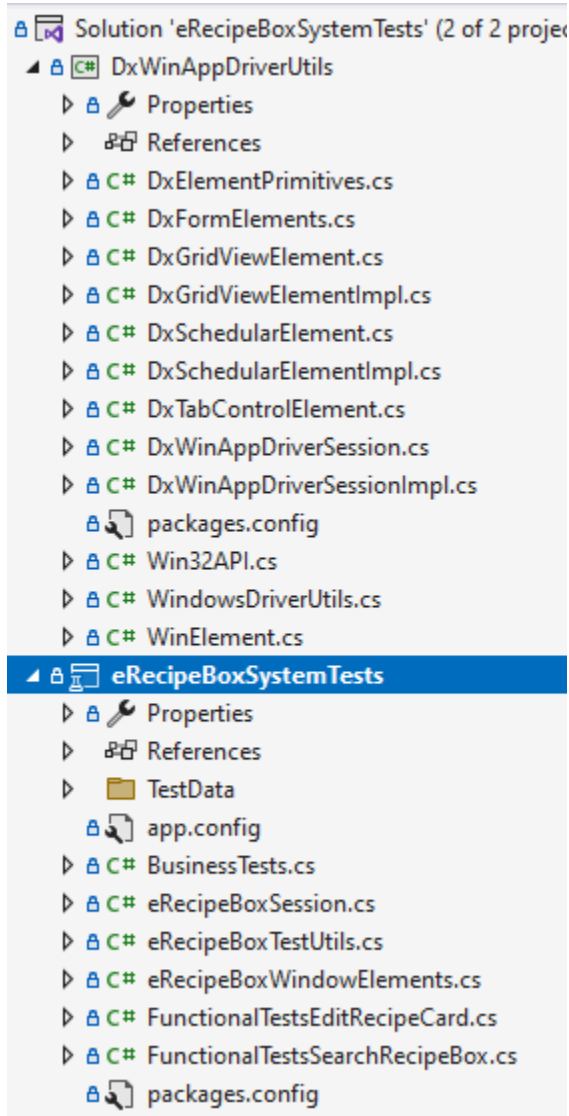 Solution 'eRecipeBoxSystemTests' (2 of 2 projec
C# DxWinAppDriverUtils
Properties
References
C# DxElementPrimitives.cs
C# DxFormElements.cs
C# DxGridViewElement.cs
C# DxGridViewElementImpl.cs
C# DxSchedularElement.cs
C# DxSchedularElementImpl.cs
C# DxTabControlElement.cs
C# DxWinAppDriverSession.cs
C# DxWinAppDriverSessionImpl.cs
packages.config
C# Win32API.cs
C# WindowsDriverUtils.cs
C# WinElement.cs
eRecipeBoxSystemTests
Properties
References
TestData
app.config
C# BusinessTests.cs
C# eRecipeBoxSession.cs
C# eRecipeBoxTestUtils.cs
C# eRecipeBoxWindowElements.cs
C# FunctionalTestsEditRecipeCard.cs
C# FunctionalTestsSearchRecipeBox.cs
packages.config